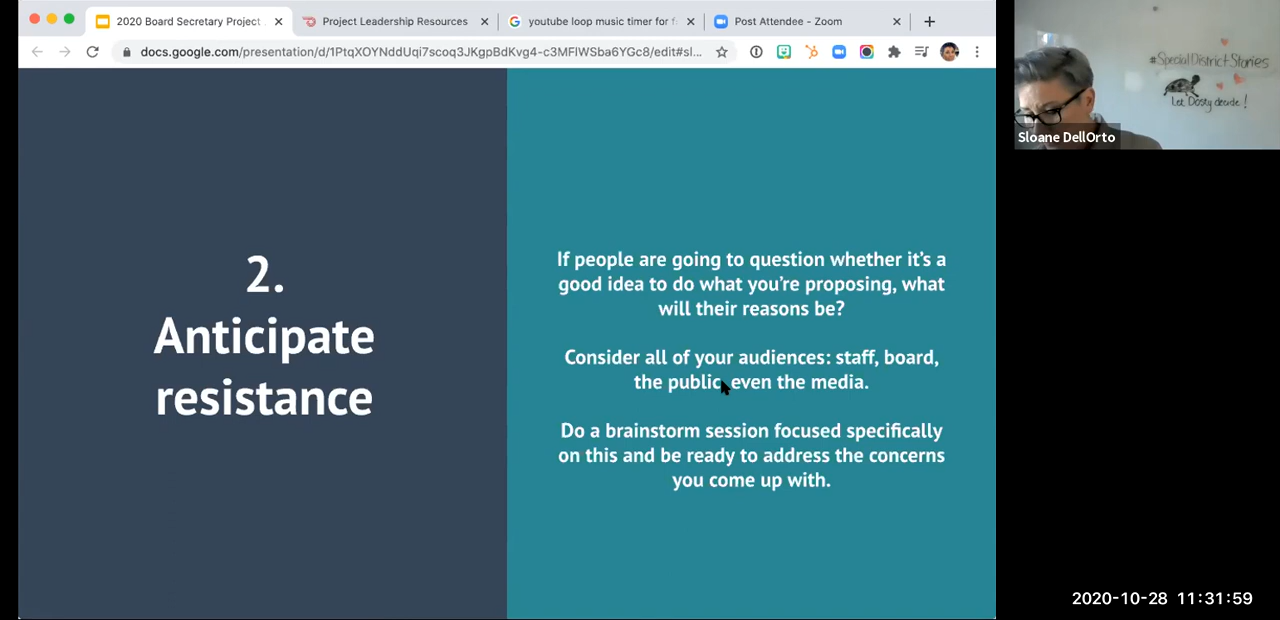 2020 Board Secretary Project
Project Leadership Resources
youtube loop music timer for f
Post Attendee - Zoom
docs.google.com/presentation/d/1PtqXOYNddUqi7scoq3JKgpBdKvg4-c3MFlWSba6YGc8/edit#sl...
2.
Anticipate
resistance
If people are going to question whether it's a
good idea to do what you're proposing, what
will their reasons be?
Consider all of your audiences: staff, board,
the public, even the media.
Do a brainstorm session focused specifically
on this and be ready to address the concerns
you come up with.
#SpecialDistrictStories
Let Dosty decide!
Sloane DellOrto
2020-10-28 11:31:59